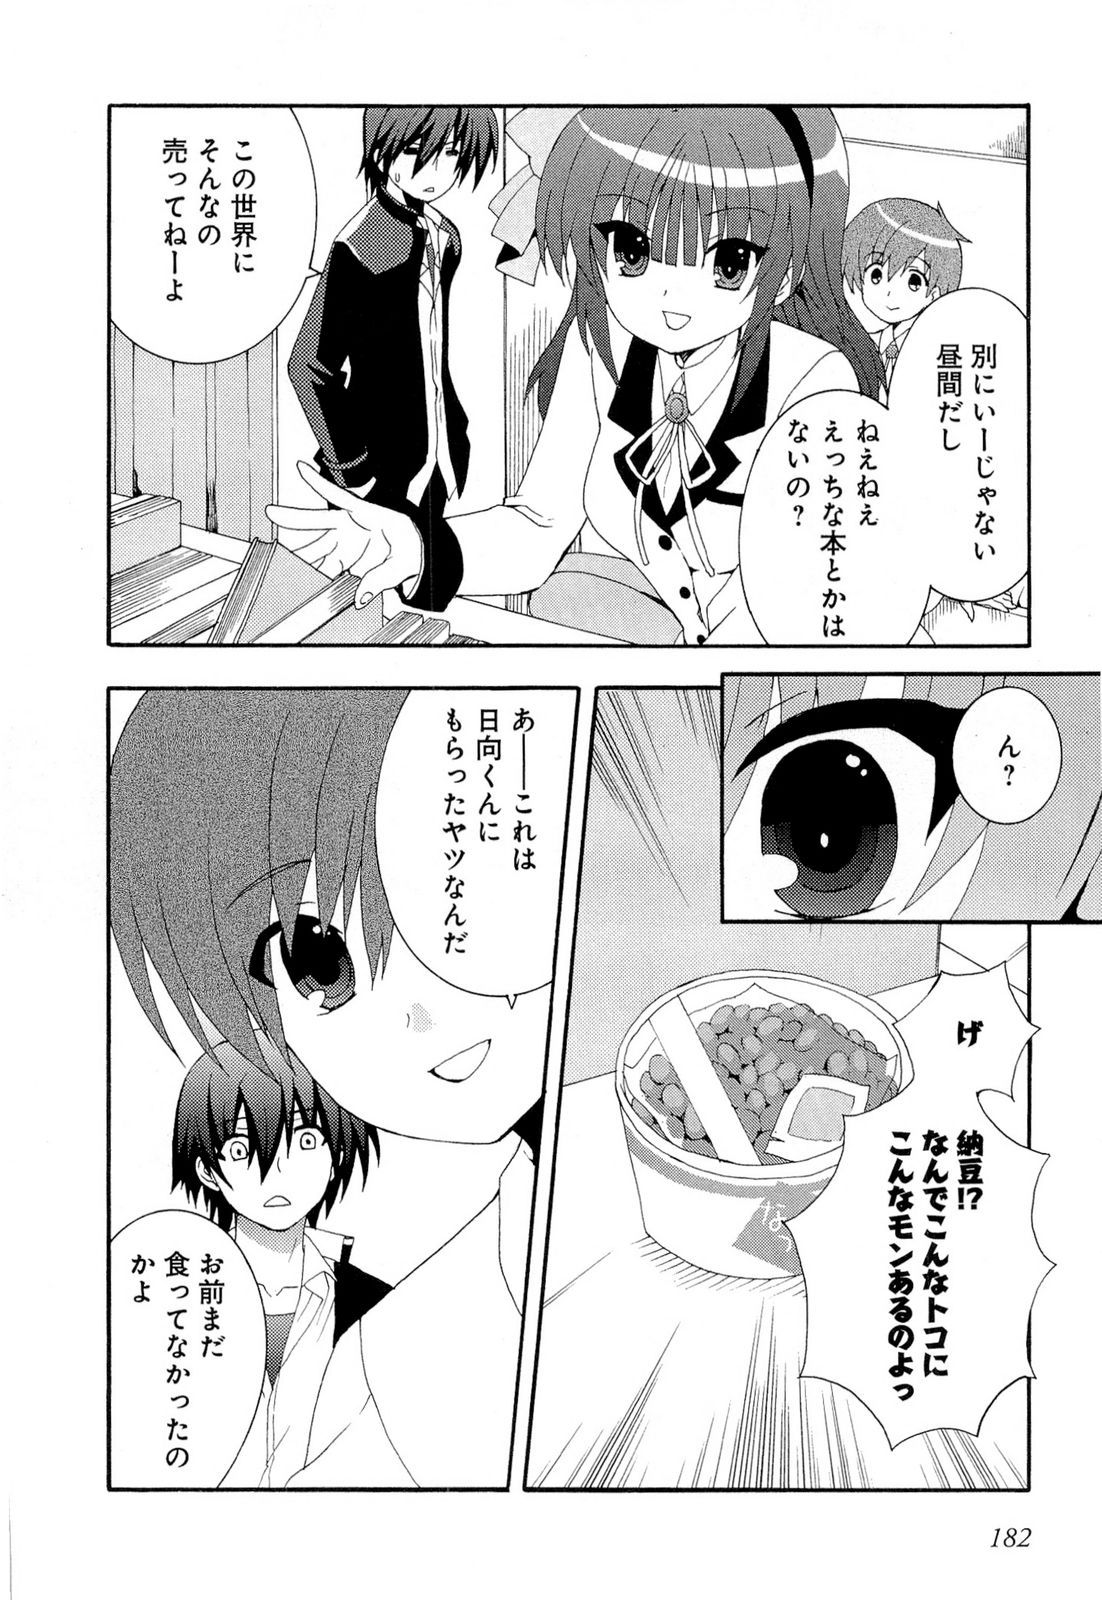 別にいーじゃない
昼間だし
ねえねえ
えっちな本とかは
ないの?
この世界に
そんなの
売ってねーよ
ん?
げ
納豆!?
なんでこんなトコに
こんなモンあるのよっ
なっ
あ――これは
日向くんに
もらったヤツなんだ
お前まだ
食ってなかったの
かよ
182